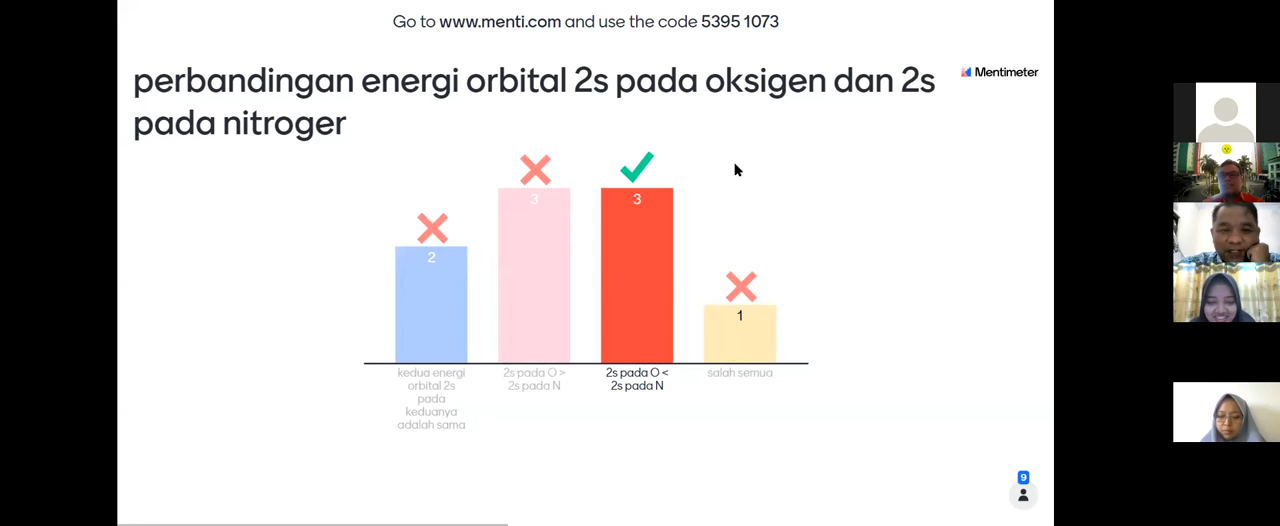 Go to www.menti.com and use the code 5395 1073
perbandingan energi orbital 2s pada oksigen dan 2s
pada nitroger
Mentimeter
2
3
3
1
kedua energi
orbital 2s
pada
keduanya
adalah sama
2s pada O >
2s pada N
2s pada O <
2s pada N
salah semua
9